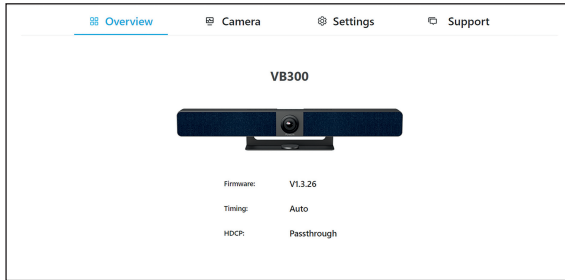 Overview Camera Settings Support
VB300
Firmware: V1.3.26
Timing: Auto
HDCP: Passthrough